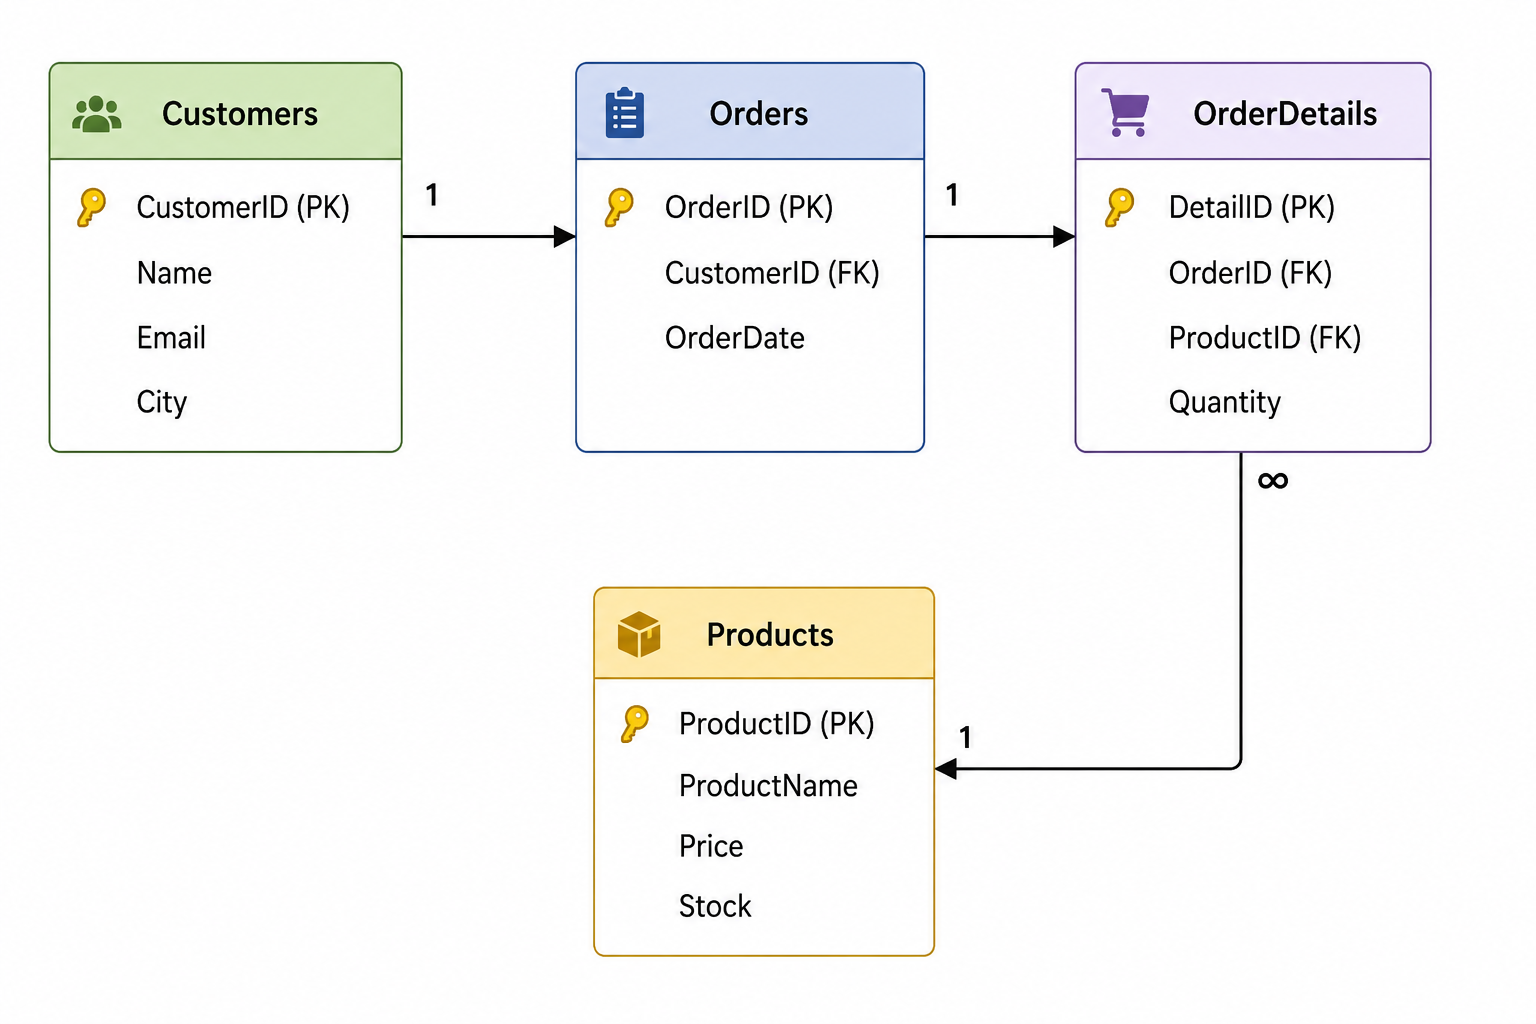 Customers
CustomerID (PK)
Name
Email
City
1
Orders
OrderID (PK)
CustomerID (FK)
OrderDate
1
OrderDetails
DetailID (PK)
OrderID (FK)
ProductID (FK)
Quantity
∞
Products
ProductID (PK)
ProductName
Price
Stock
1